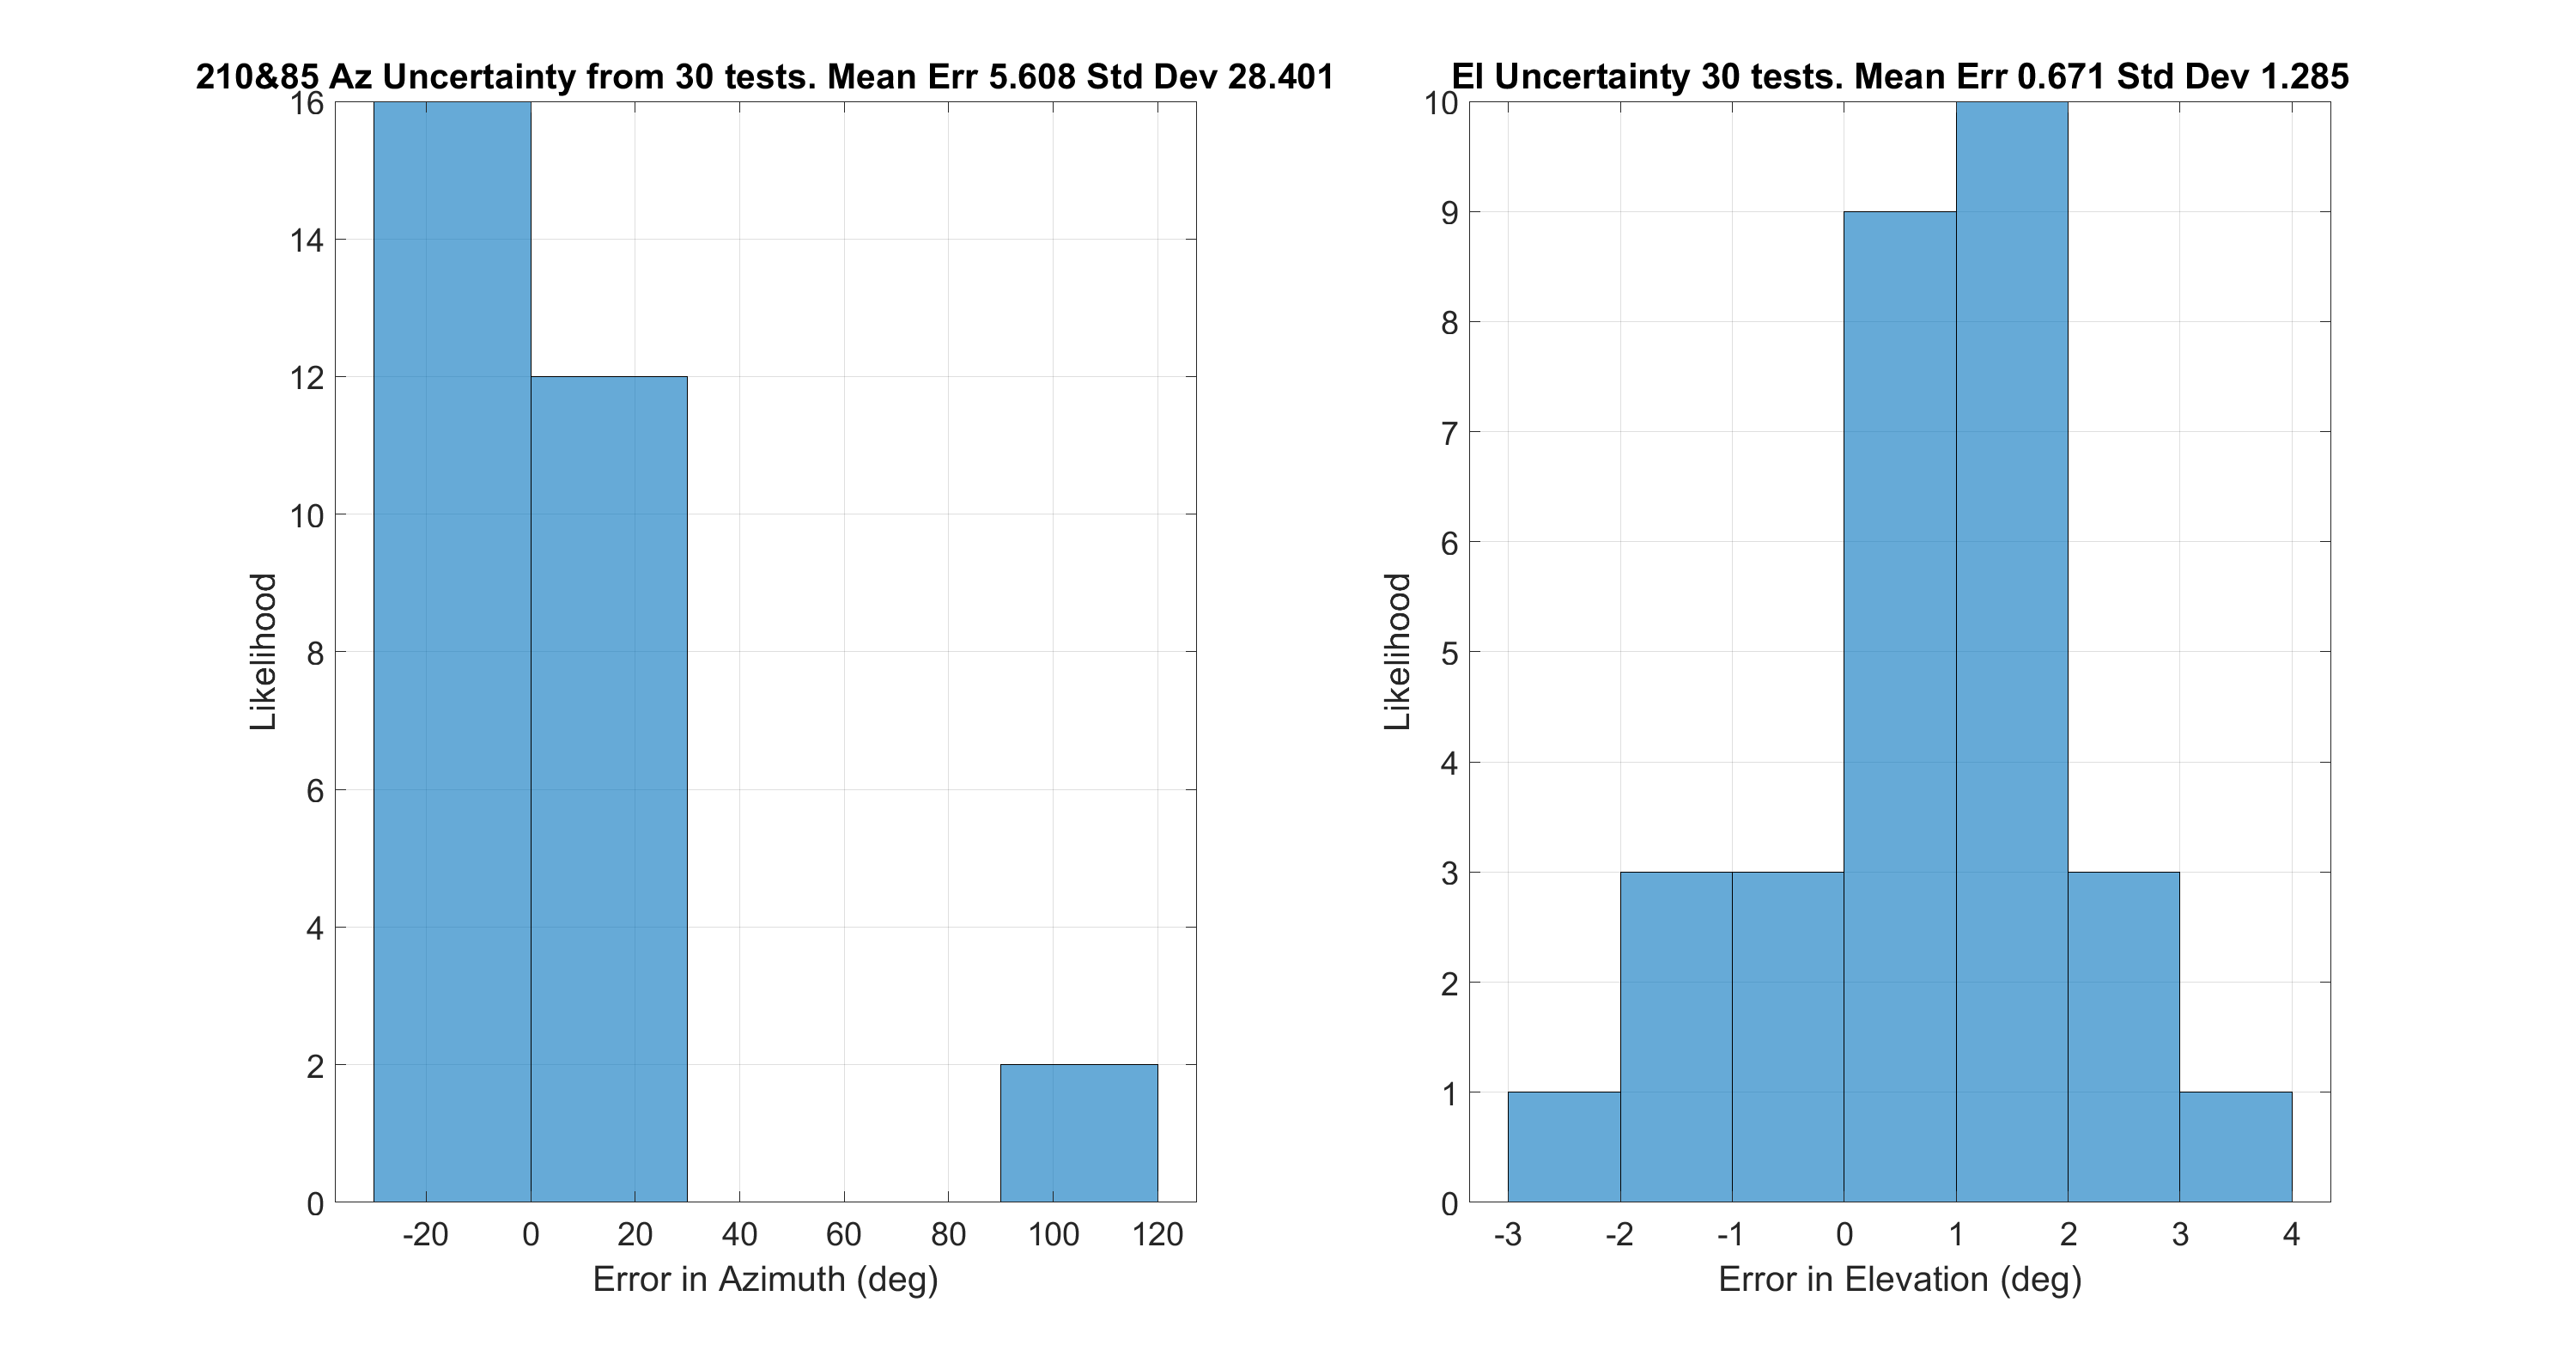 210&85 Az Uncertainty from 30 tests. Mean Err 5.608 Std Dev 28.401
16
14
12
10
8
6
4
2
0
Likelihood
-20 0 20 40 60 80 100 120
Error in Azimuth (deg)
El Uncertainty 30 tests. Mean Err 0.671 Std Dev 1.285
10
9
8
7
6
5
4
3
2
1
0
Likelihood
-3 -2 -1 0 1 2 3 4
Error in Elevation (deg)